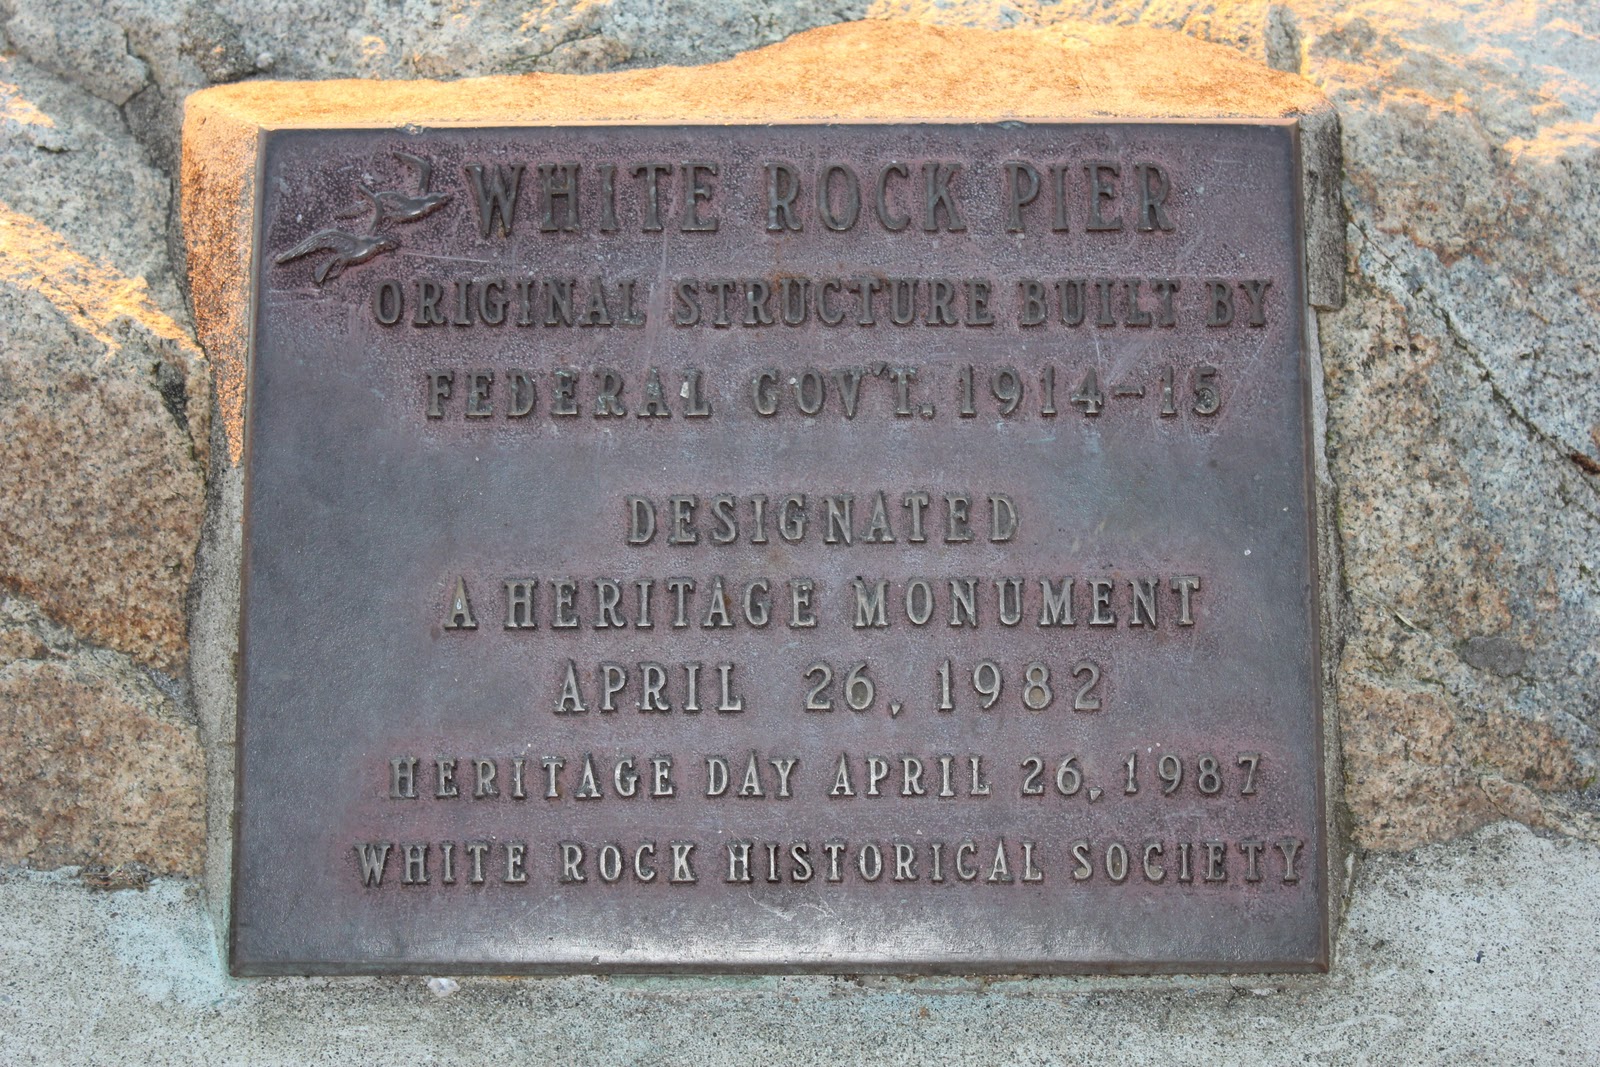 WHITE ROCK PIER
ORIGINAL STRUCTURE BUILT BY
FEDERAL GOV'T. 1914-15
DESIGNATED
A HERITAGE MONUMENT
APRIL 26, 1982
HERITAGE DAY APRIL 26, 1987
WHITE ROCK HISTORICAL SOCIETY